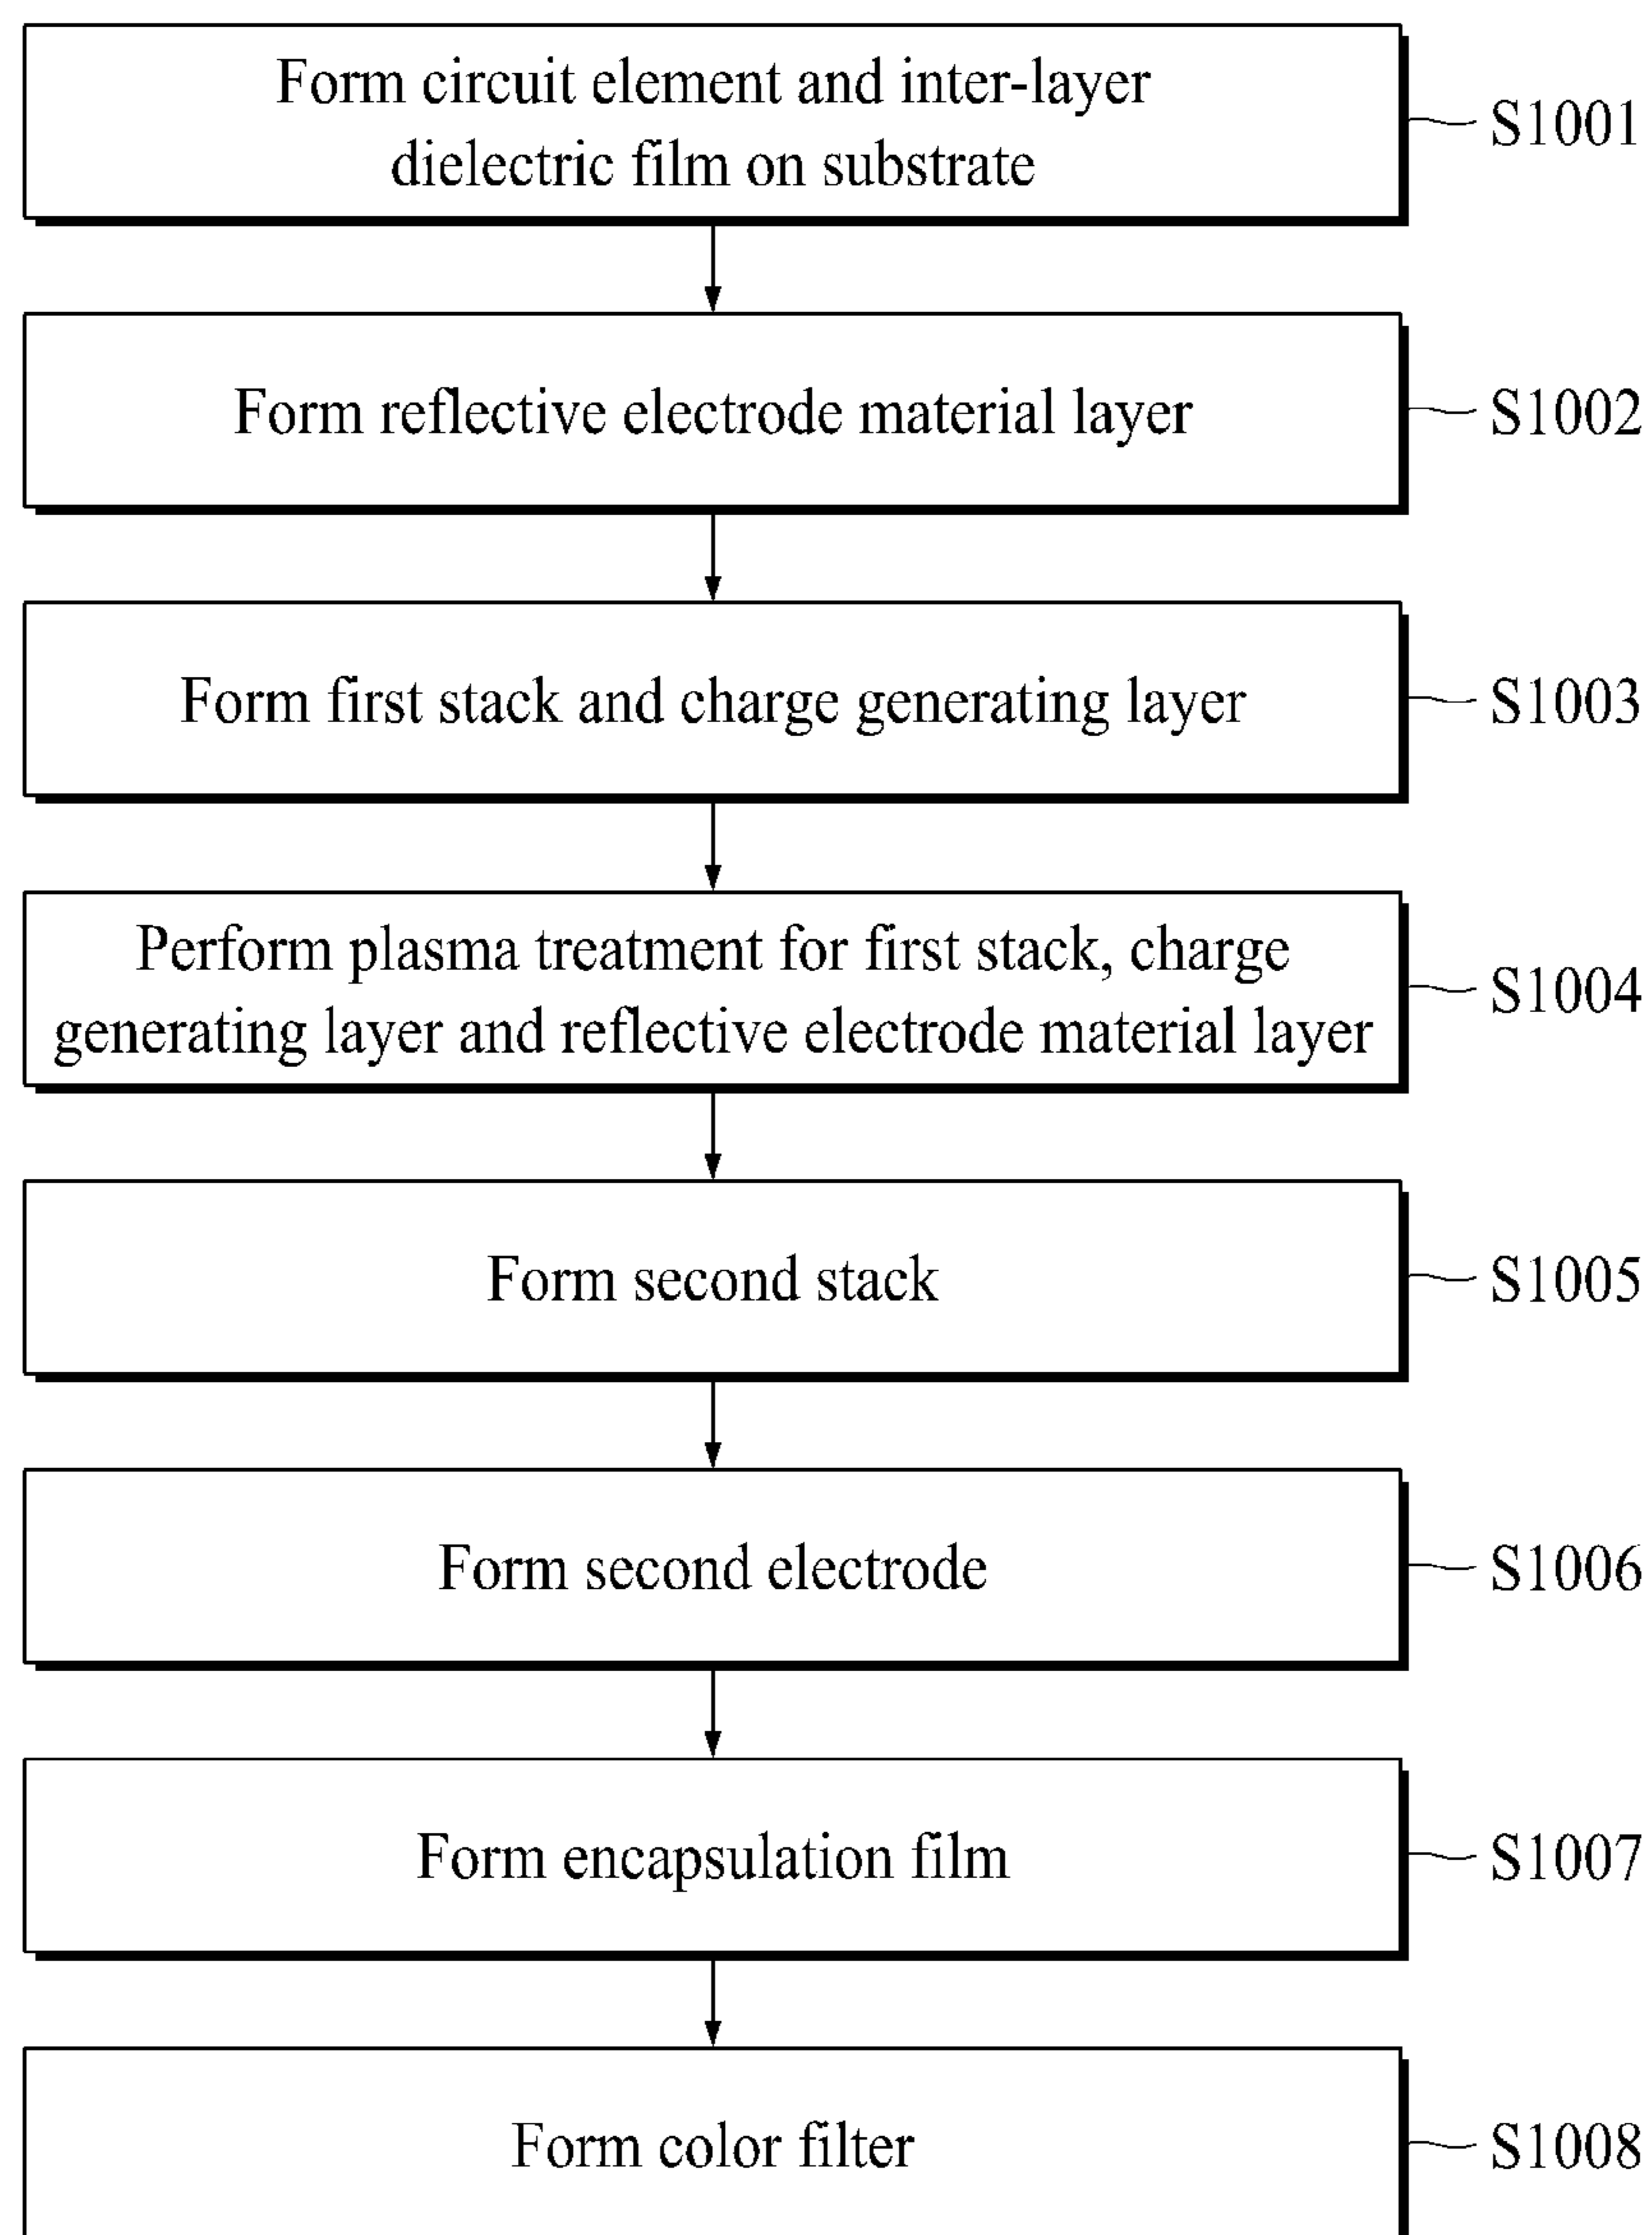 Form circuit element and inter-layer
dielectric film on substrate
S1001
Form reflective electrode material layer
S1002
Form first stack and charge generating layer
S1003
Perform plasma treatment for first stack, charge
generating layer and reflective electrode material layer
S1004
Form second stack
S1005
Form second electrode
S1006
Form encapsulation film
S1007
Form color filter
S1008